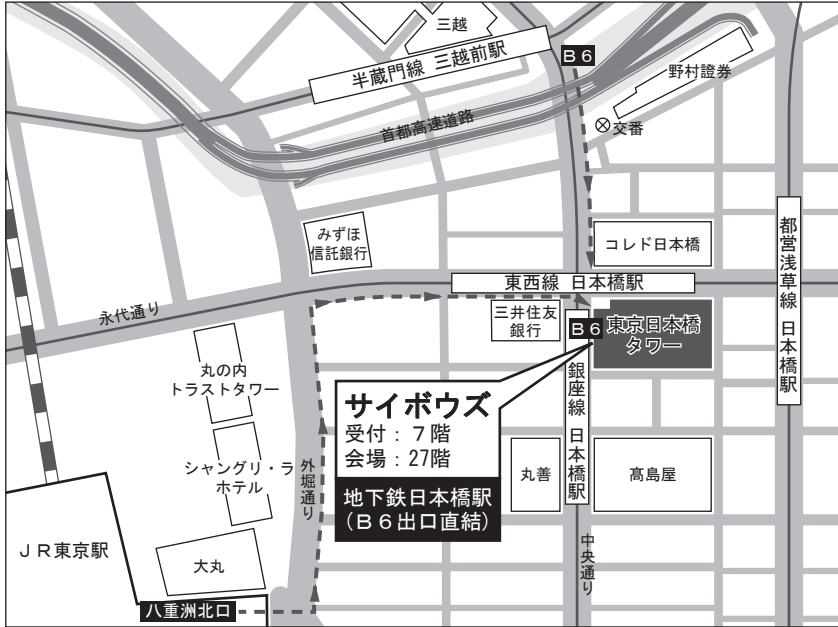 三越
半蔵門線 三越前駅
B6
野村證券
首都高速道路
交番
みずほ
信託銀行
コレド日本橋
都営浅草線 日本橋駅
東西線 日本橋駅
永代通り
三井住友
銀行
B6
東京日本橋
タワー
丸の内
トラストタワー
サイボウズ
受付：7階
会場：27階
地下鉄日本橋駅
（B6出口直結）
銀座線 日本橋駅
シャングリ・ラ
ホテル
外堀通り
丸善
髙島屋
JR東京駅
大丸
中央通り
八重洲北口